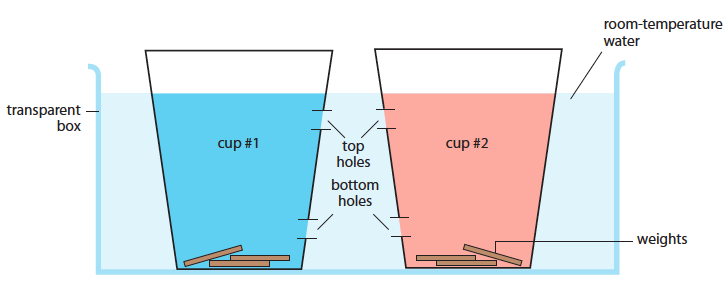 room-temperature
water
transparent
box
cup #1
cup #2
top
holes
bottom
holes
weights